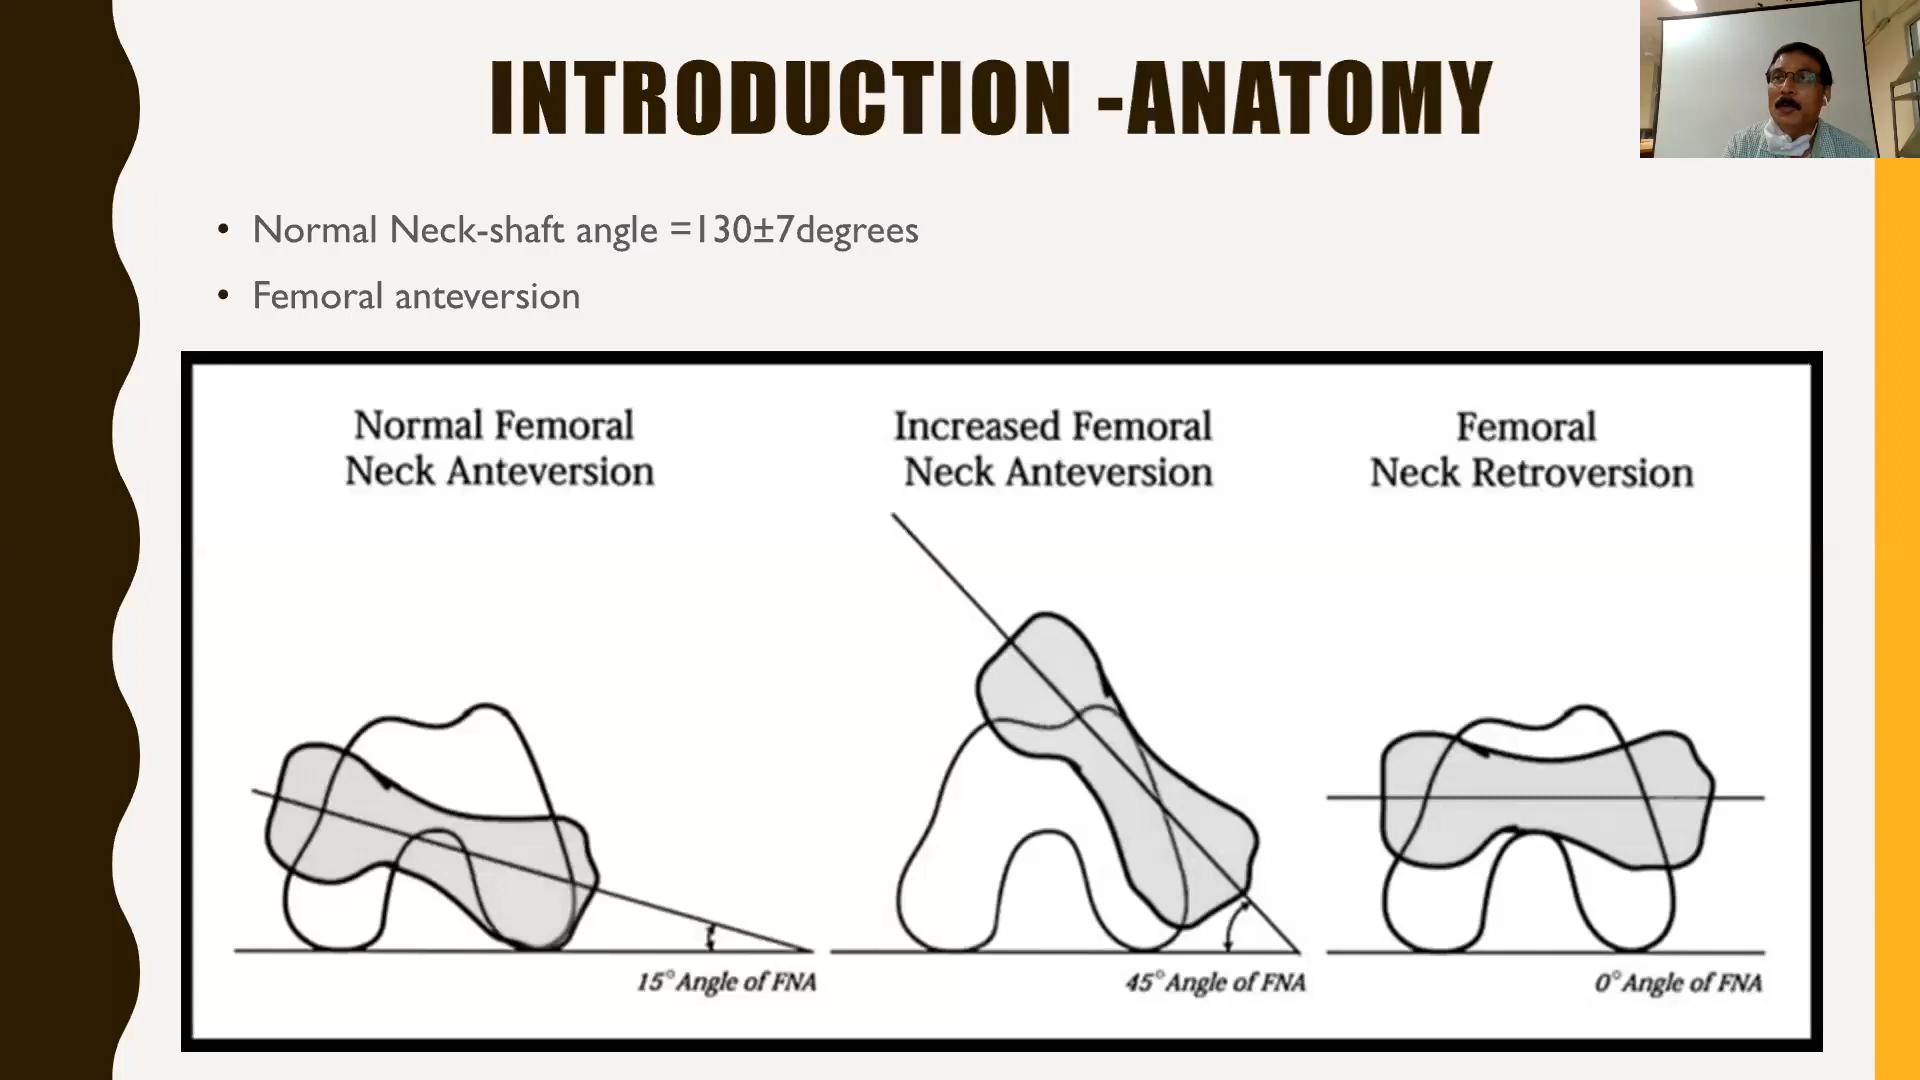 INTRODUCTION -ANATOMY
• Normal Neck-shaft angle =130±7degrees
• Femoral anteversion
Normal Femoral
Neck Anteversion
Increased Femoral
Neck Anteversion
Femoral
Neck Retroversion
15° Angle of FNA
45° Angle of FNA
0° Angle of FNA